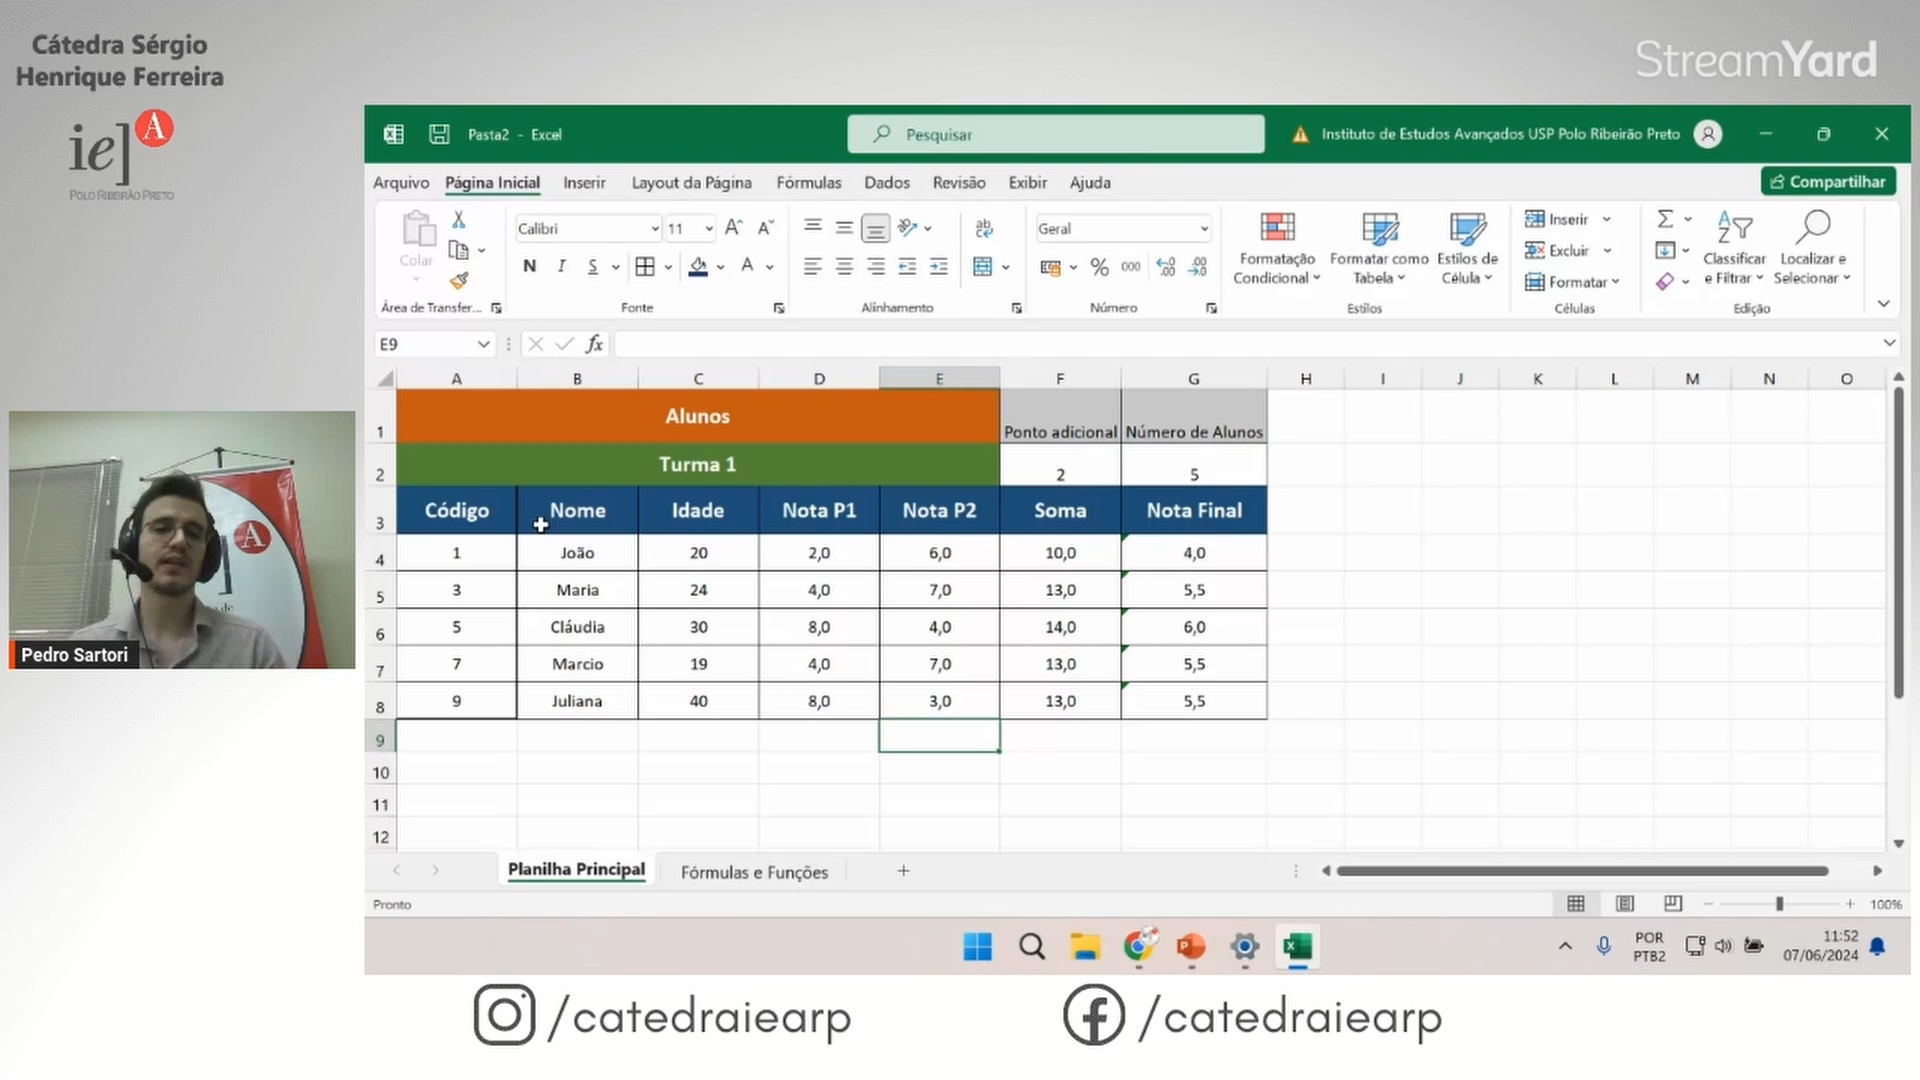 Cátedra Sérgio
Henrique Ferreira
ie] A
POLO RIBEIRÃO PRETO
StreamYard
Pasta2 - Excel
Pesquisar
Instituto de Estudos Avançados USP Polo Ribeirão Preto
Arquivo Página Inicial Inserir Layout da Página Fórmulas Dados Revisão Exibir Ajuda
Compartilhar
Colar
Calibri 11
Geral
N I S
% 000
Formatação Condicional
Formatar como Tabela
Estilos de Célula
Inserir
Excluir
Formatar
Classificar e Filtrar
Localizar e Selecionar
Área de Transfer... Fonte Alinhamento Número Estilos Células Edição
E9 fx
A B C D E F G H I J K L M N O
1 Alunos Ponto adicional Número de Alunos
2 Turma 1 2 5
3 Código Nome Idade Nota P1 Nota P2 Soma Nota Final
4 1 João 20 2,0 6,0 10,0 4,0
5 3 Maria 24 4,0 7,0 13,0 5,5
6 5 Cláudia 30 8,0 4,0 14,0 6,0
7 7 Marcio 19 4,0 7,0 13,0 5,5
8 9 Juliana 40 8,0 3,0 13,0 5,5
9
10
11
12
Pedro Sartori
Planilha Principal Fórmulas e Funções +
Pronto
100%
POR
PTB2
11:52
07/06/2024
/catedraiearp
/catedraiearp